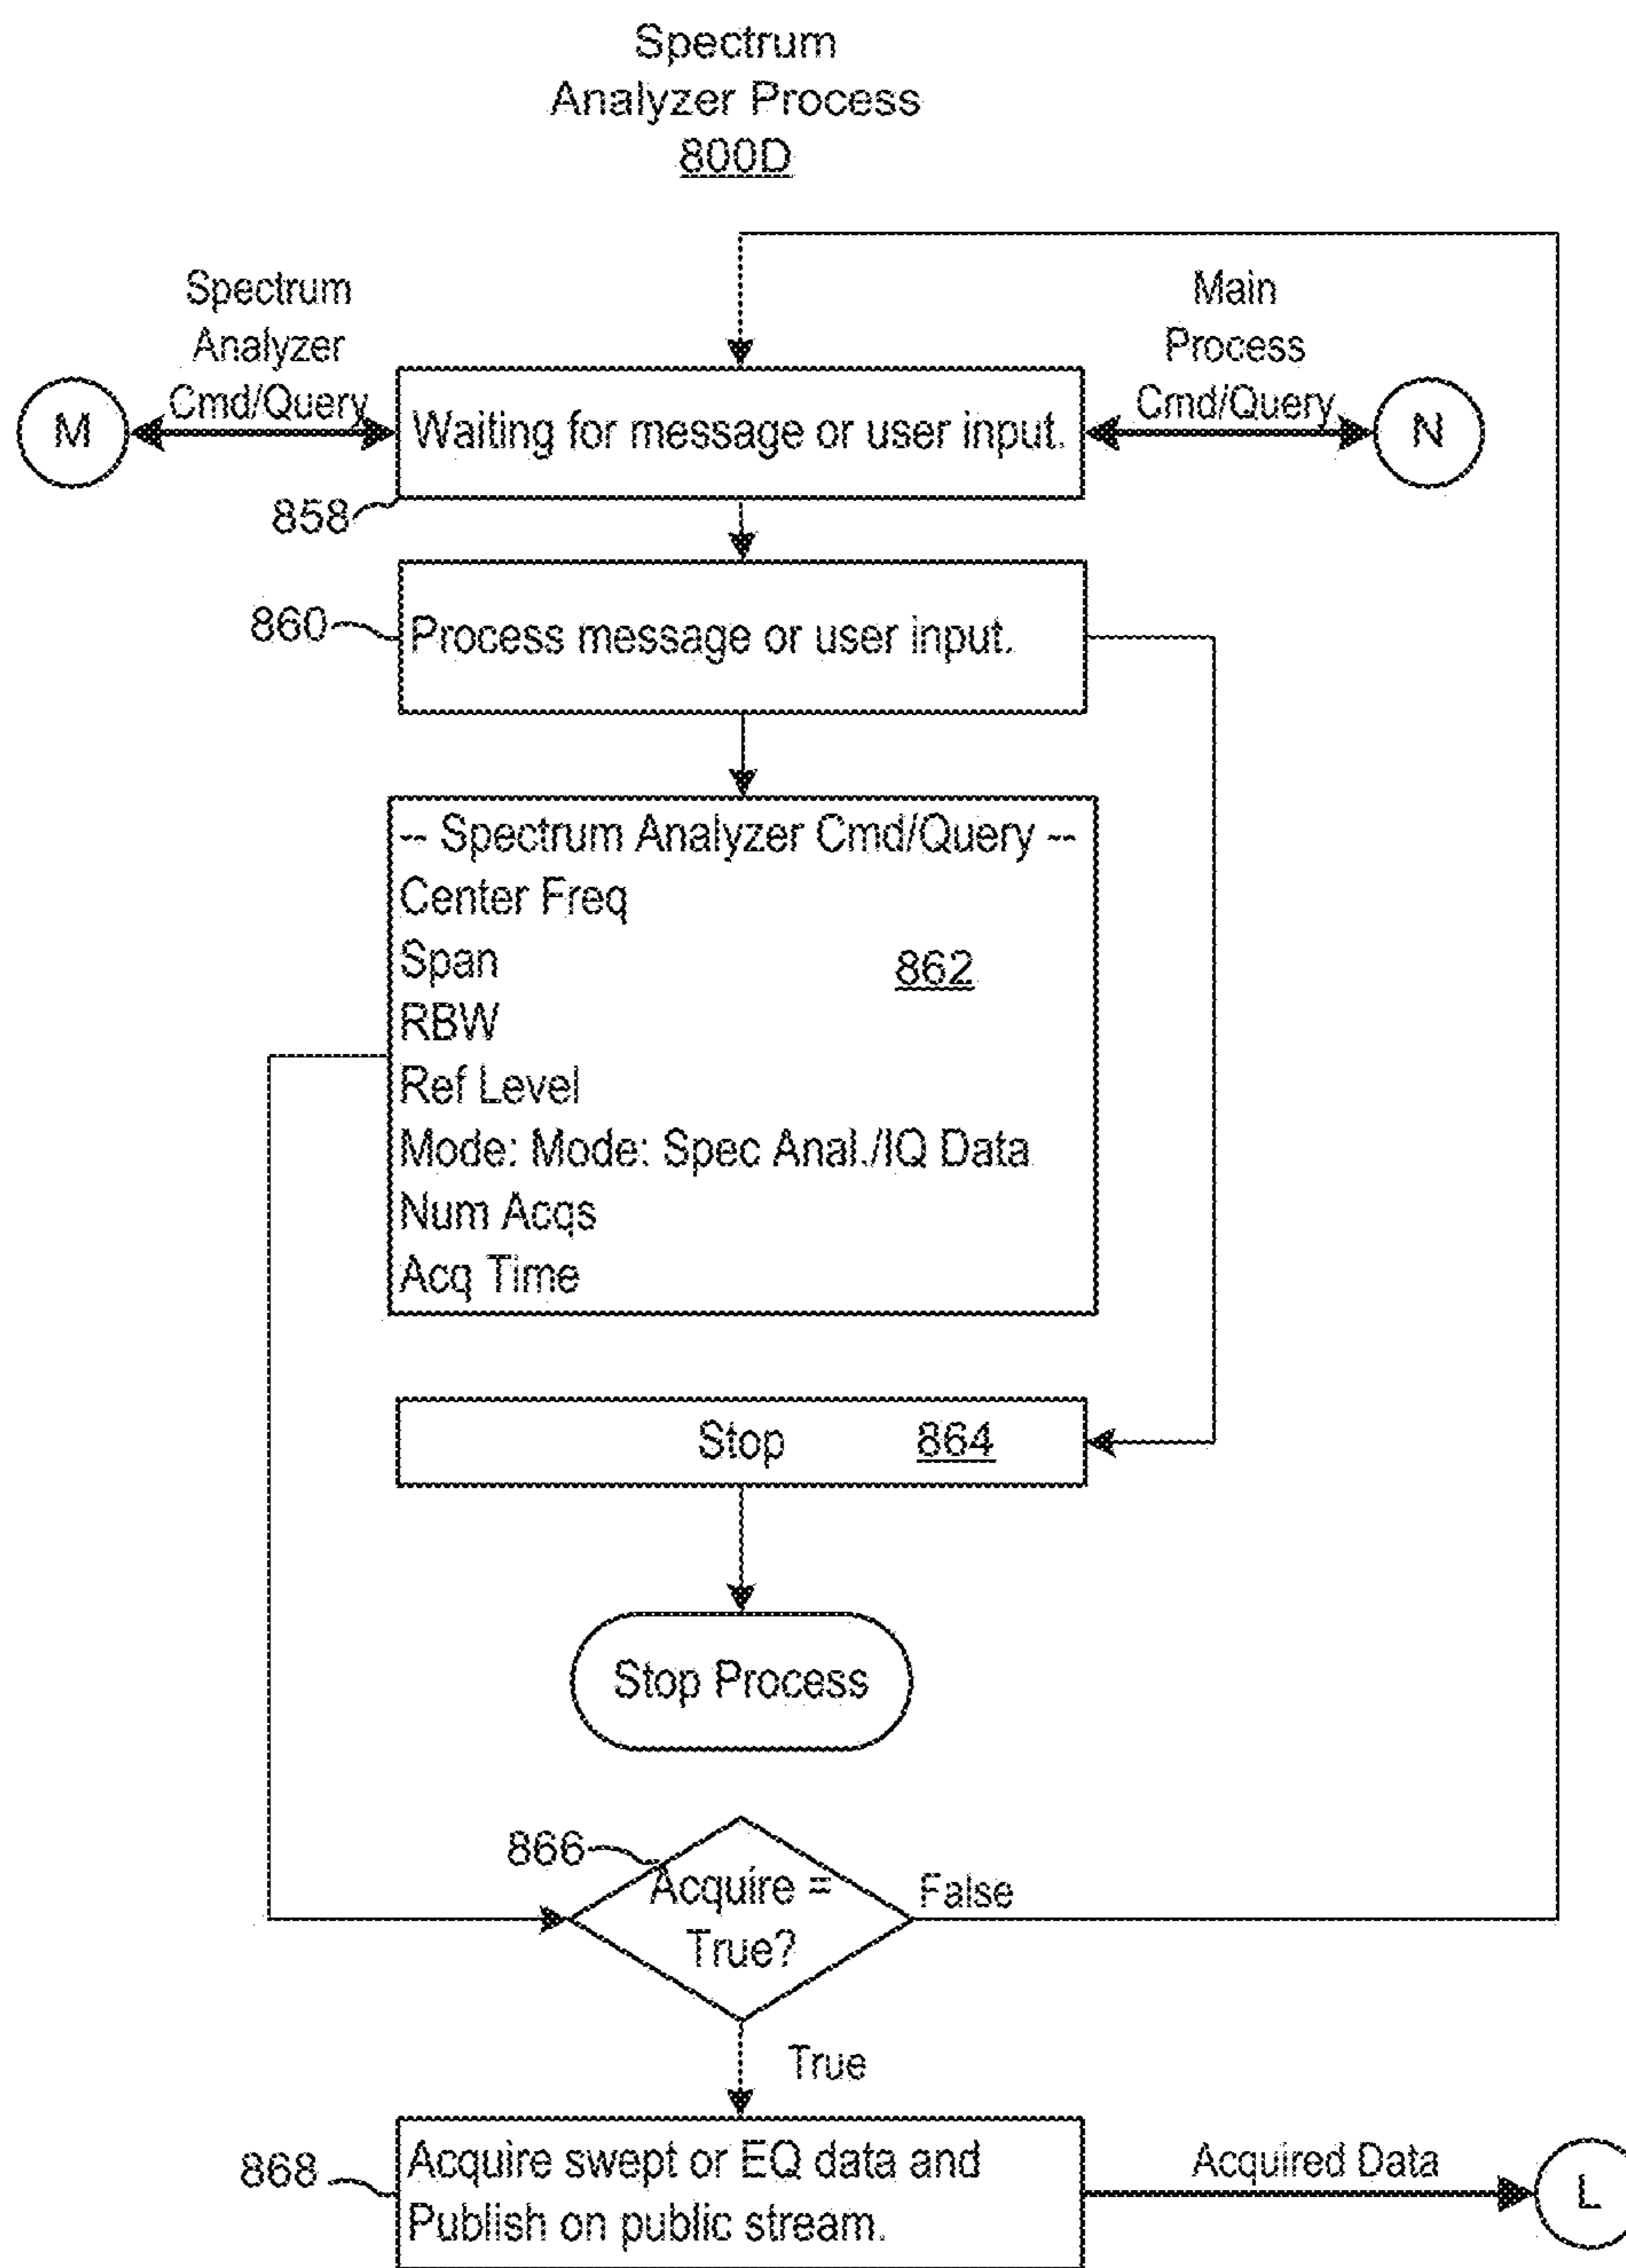 Spectrum
Analyzer Process
800D
Spectrum
Analyzer
Cmd/Query
Main
Process
Cmd/Query
M
Waiting for message or user input.
N
858
860
Process message or user input.
-- Spectrum Analyzer Cmd/Query --
Center Freq
Span
862
RBW
Ref Level
Mode: Mode: Spec Anal./IQ Data
Num Acqs
Acq Time
Stop
864
Stop Process
866
Acquire =
True?
False
True
868
Acquire swept or EQ data and
Publish on public stream.
Acquired Data
L